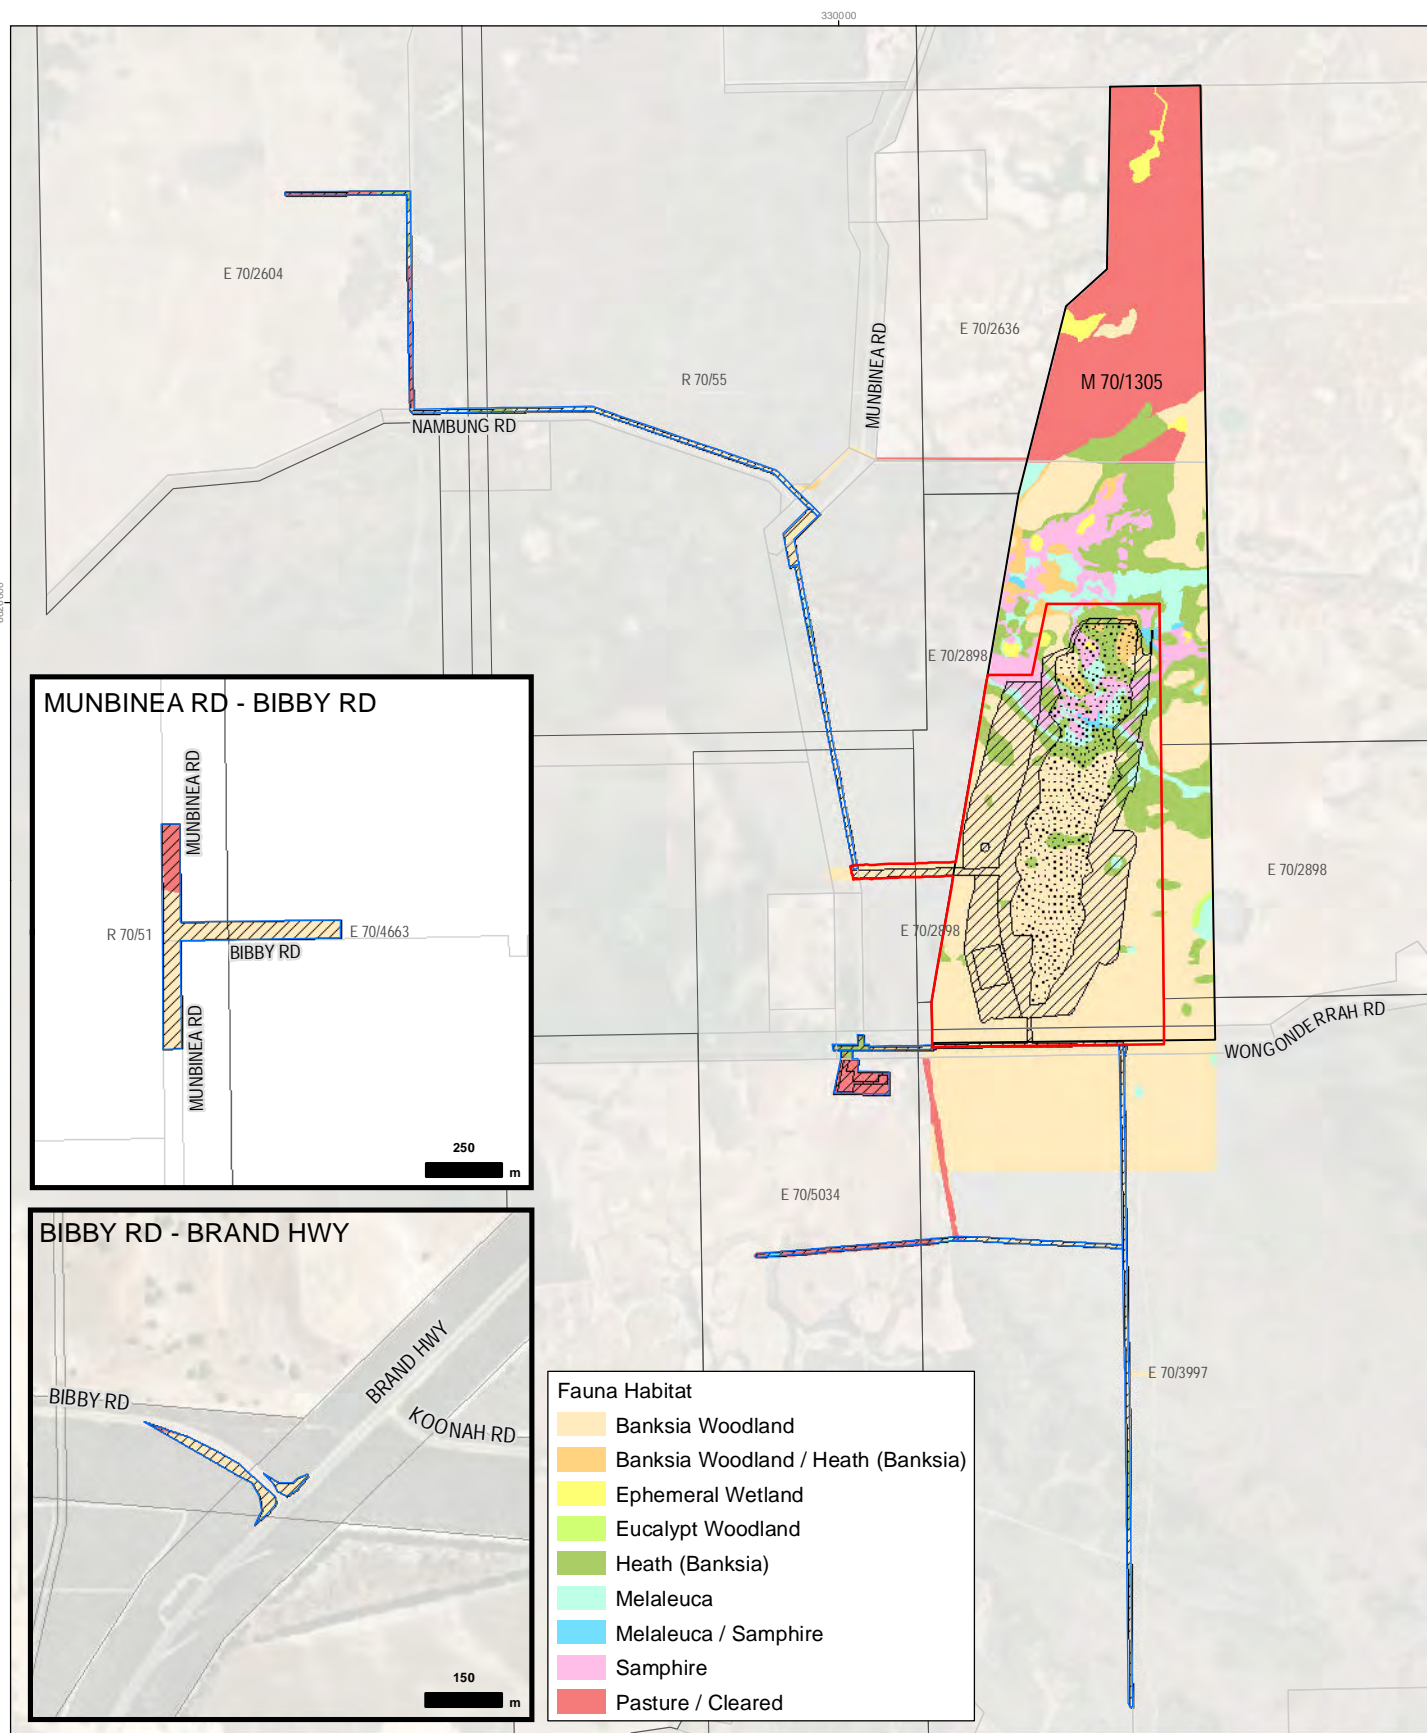 330000
E 70/2604
E 70/2636
MUNBINEA RD
R 70/55
M 70/1305
NAMBUNG RD
E 70/2898
MUNBINEA RD - BIBBY RD
MUNBINEA RD
R 70/51
E 70/4663
BIBBY RD
MUNBINEA RD
250
m
E 70/2898
E 70/2898
WONGONDERRAH RD
E 70/5034
E 70/3997
BIBBY RD - BRAND HWY
BRAND HWY
BIBBY RD
KOONAH RD
150
m
Fauna Habitat
Banksia Woodland
Banksia Woodland / Heath (Banksia)
Ephemeral Wetland
Eucalypt Woodland
Heath (Banksia)
Melaleuca
Melaleuca / Samphire
Samphire
Pasture / Cleared